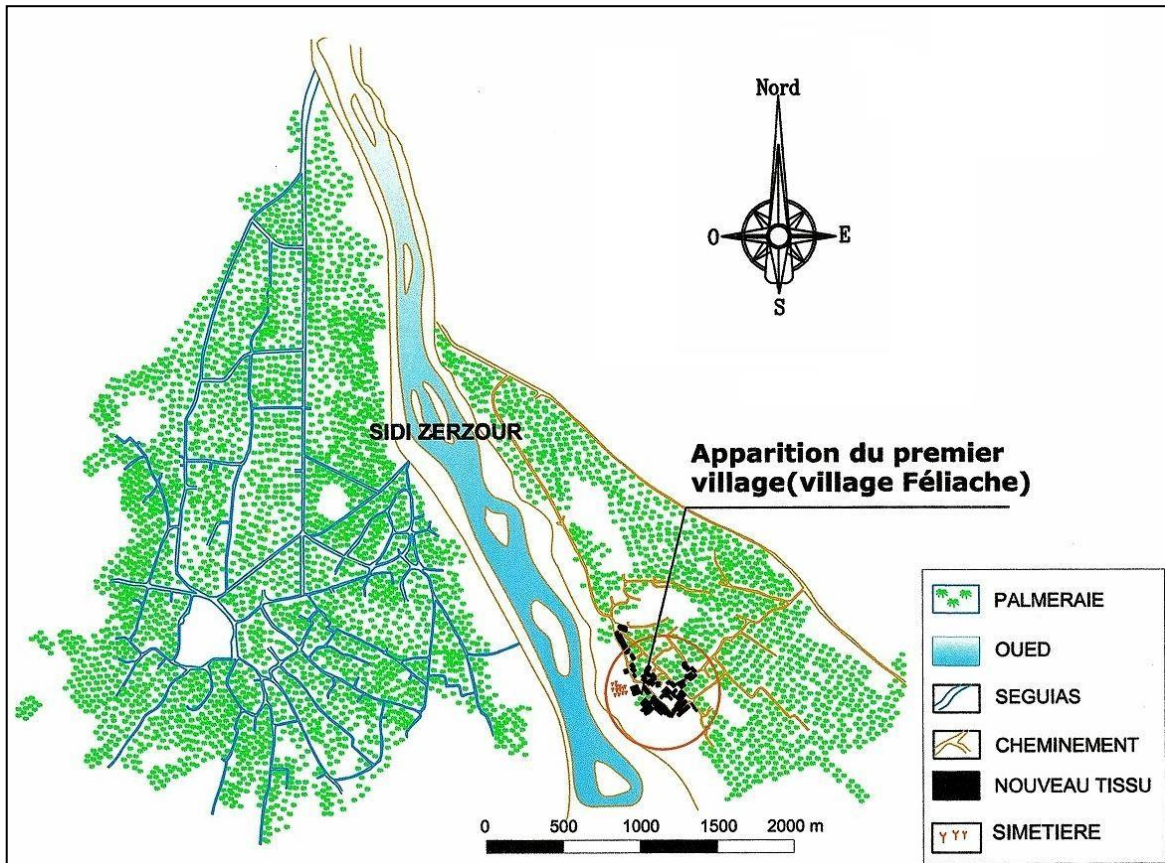 Nord
O
E
S
SIDI ZERZOUR
Apparition du premier
village(village Féliache)
PALMERAIE
OUED
SEGUIAS
CHEMINEMENT
NOUVEAU TISSU
SIMETIERE
0 500 1000 1500 2000 m